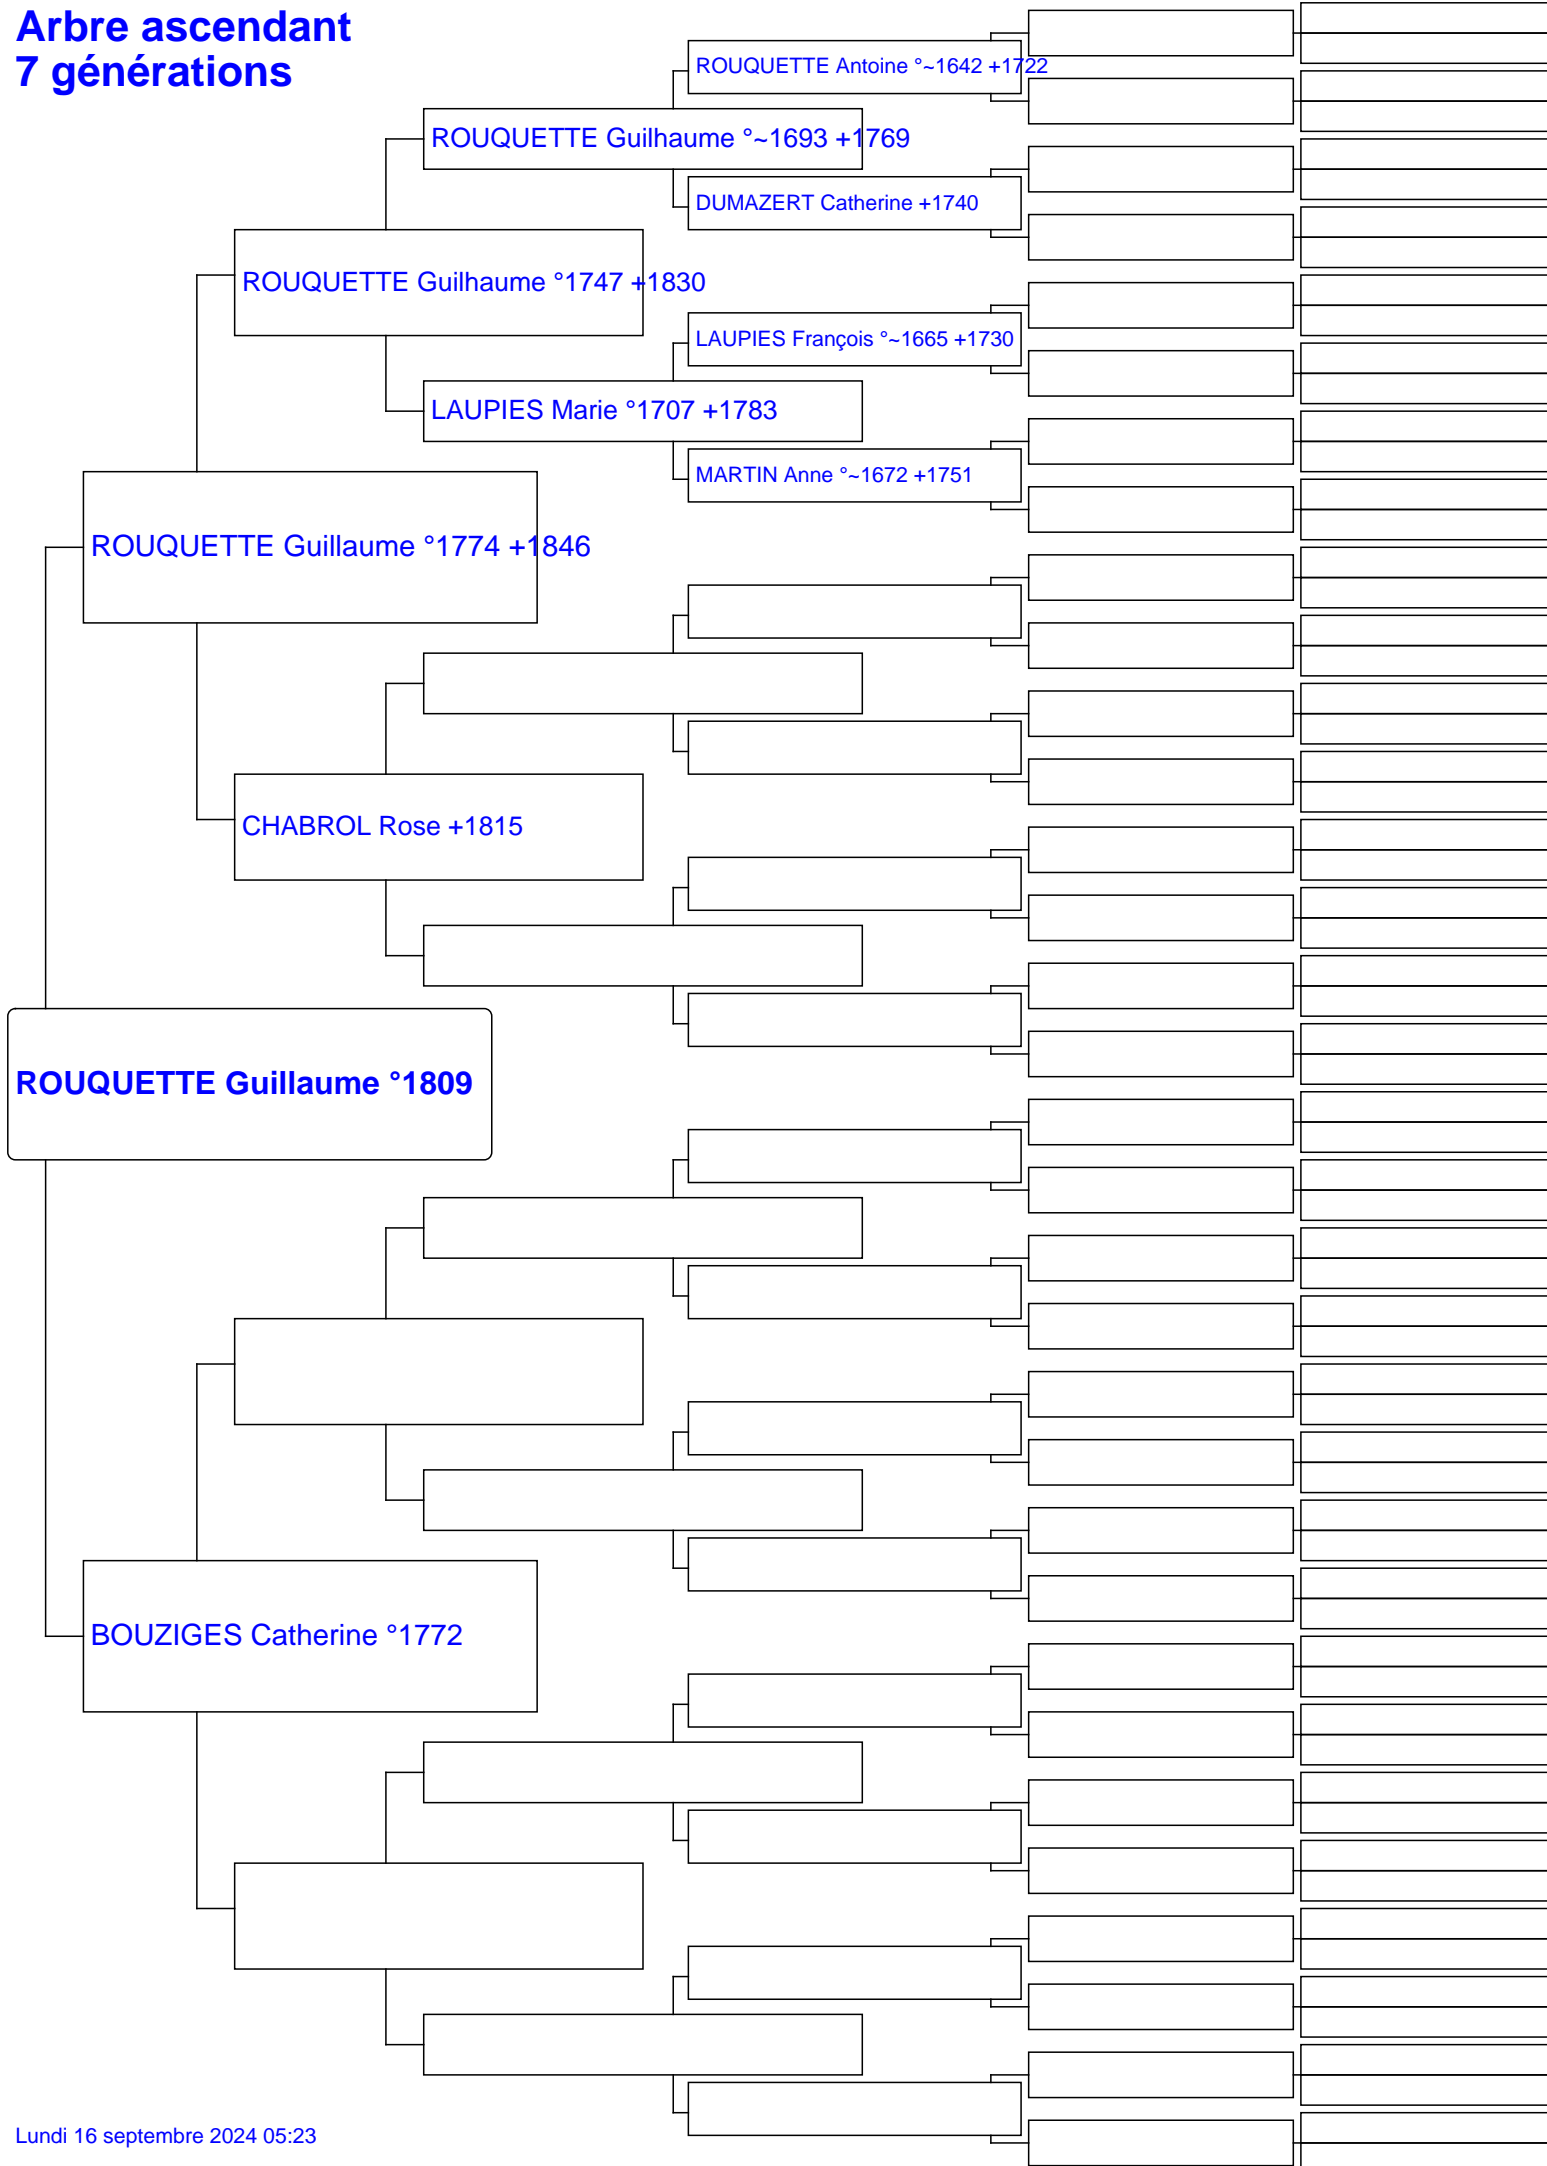 Arbre ascendant
7 générations
ROUQUETTE Antoine °~1642 +1722
ROUQUETTE Guilhaume °~1693 +1769
DUMAZERT Catherine +1740
ROUQUETTE Guilhaume °1747 +1830
LAUPIES François °~1665 +1730
LAUPIES Marie °1707 +1783
MARTIN Anne °~1672 +1751
ROUQUETTE Guillaume °1774 +1846
CHABROL Rose +1815
ROUQUETTE Guillaume °1809
BOUZIGES Catherine °1772
Lundi 16 septembre 2024 05:23